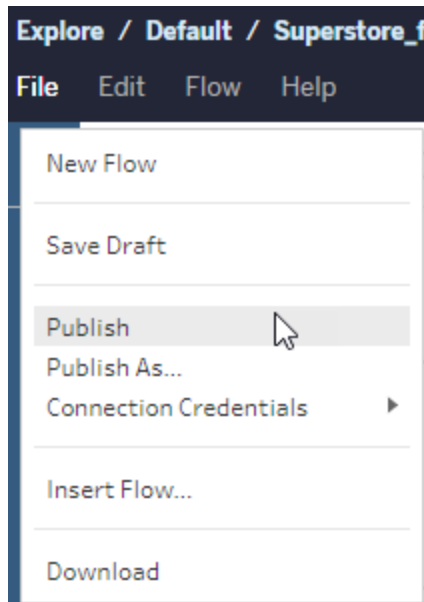 Explore / Default / Superstore_f
File Edit Flow Help
New Flow
Save Draft
Publish
Publish As...
Connection Credentials
Insert Flow...
Download